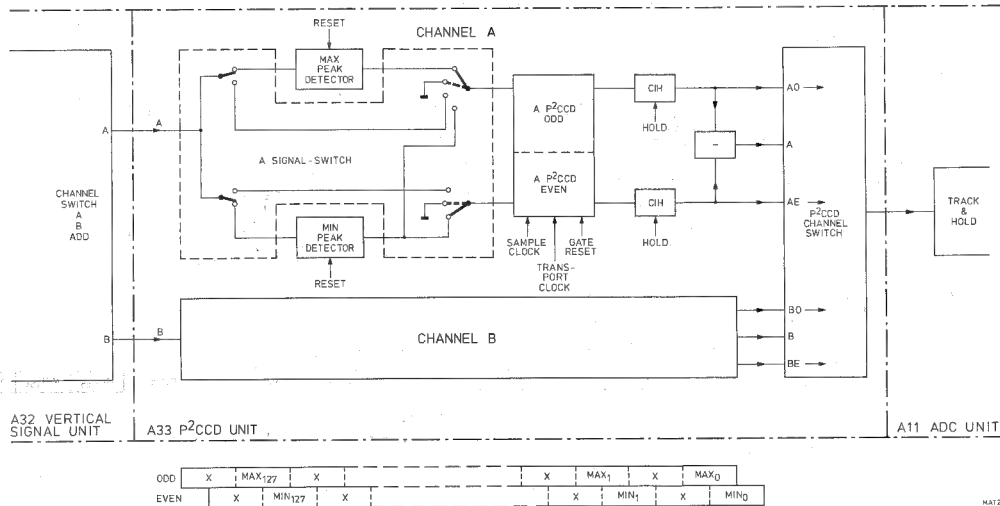 RESET
CHANNEL A
MAX
PEAK
DETECTOR
A
A
A SIGNAL-SWITCH
A P²CCD
ODD
A P²CCD
EVEN
CIH
HOLD
-
CIH
HOLD
AO
A
AE
P²CCD
CHANNEL
SWITCH
TRACK
&
HOLD
CHANNEL
SWITCH
A
B
ADD
MIN
PEAK
DETECTOR
RESET
SAMPLE
CLOCK
TRANS-
PORT
CLOCK
GATE
RESET
B
B
CHANNEL B
BO
B
BE
A32 VERTICAL
SIGNAL UNIT
A33 P²CCD UNIT
A11 ADC UNIT
ODD X MAX₁₂₇ X X MAX₁ X MAX₀
EVEN X MIN₁₂₇ X X MIN₁ X MIN₀